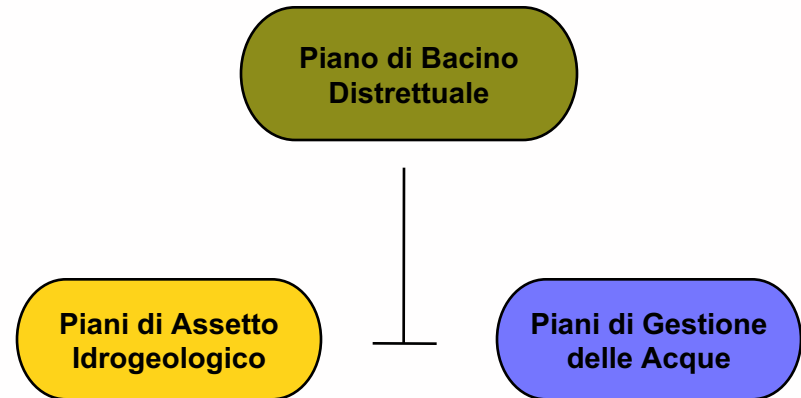 Piano di Bacino
Distrettuale
Piani di Assetto
Idrogeologico
Piani di Gestione
delle Acque